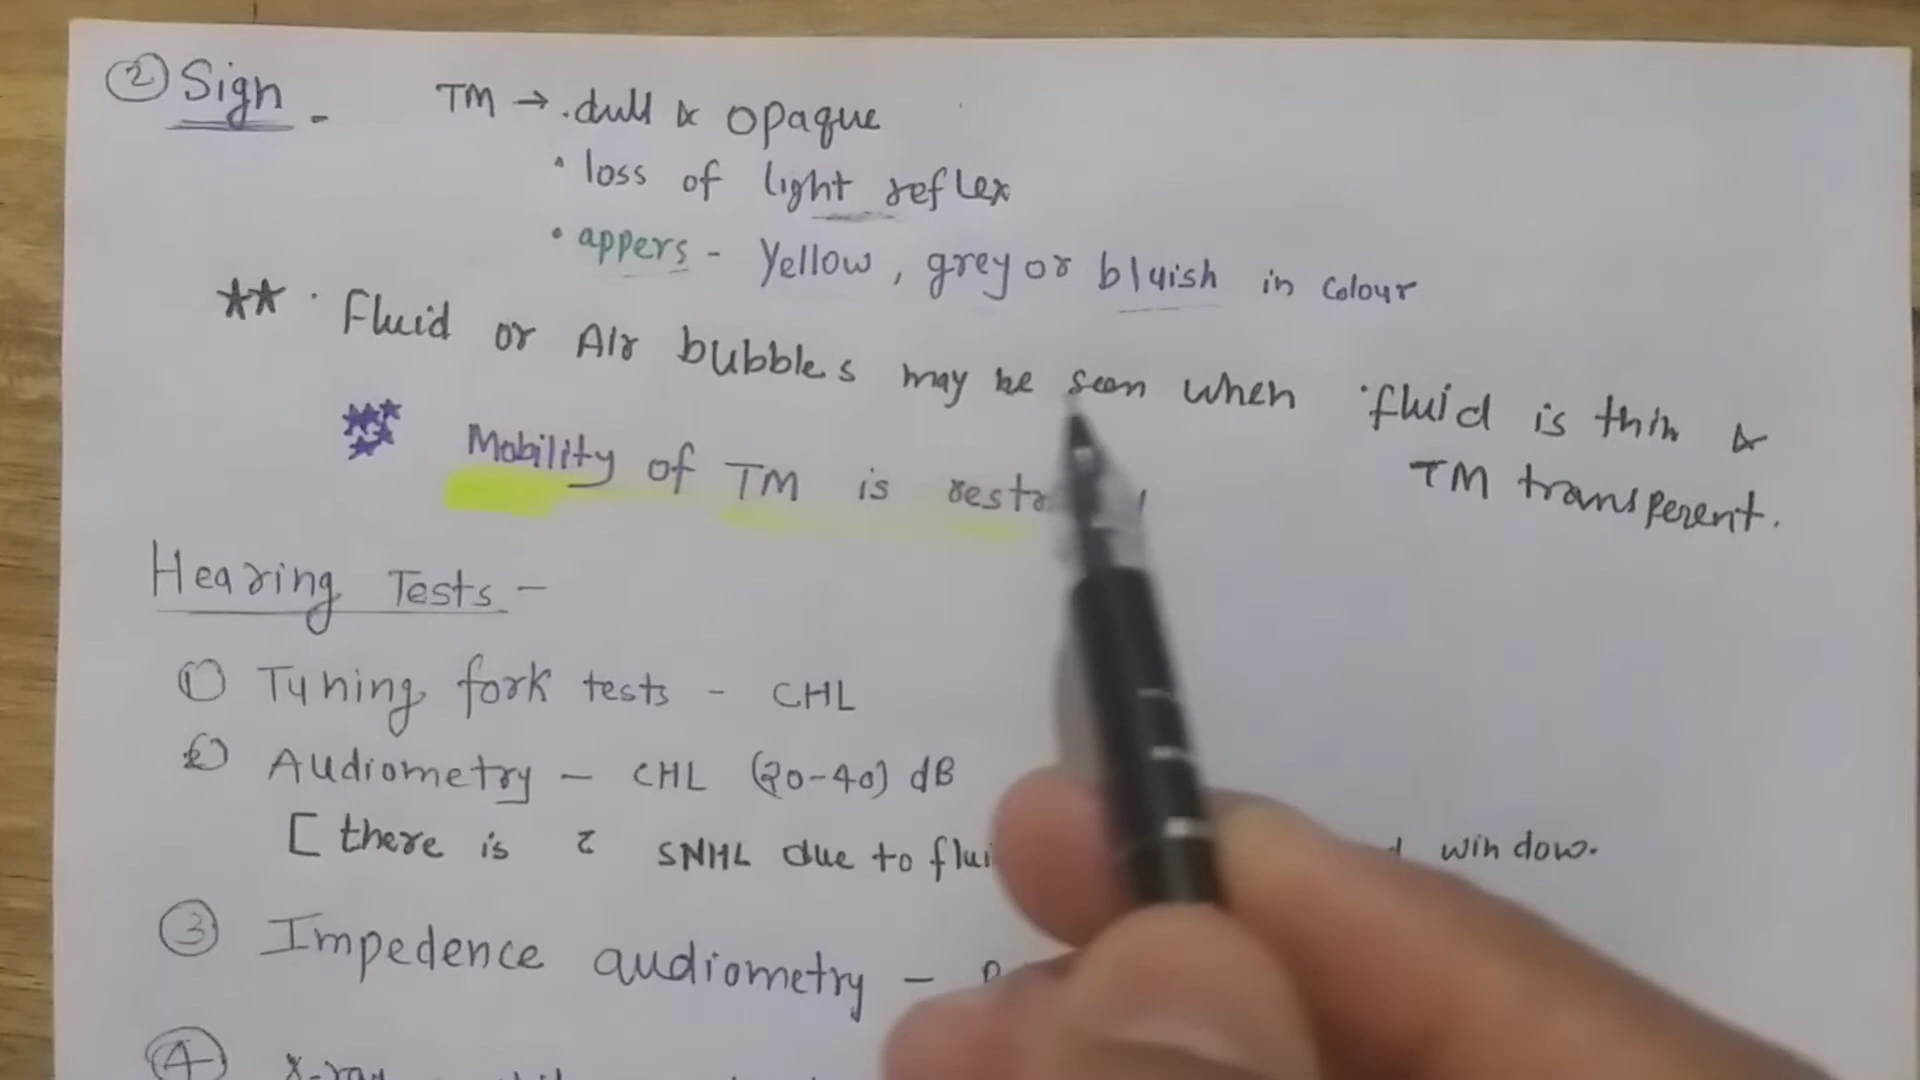 ② Sign - TM → . dull & opaque
• loss of light reflex
• appers - Yellow, grey or bluish in colour
★★ · Fluid or Air bubbles may be seen when fluid is thin &
TM transperent.
Mobility of TM is
Hearing Tests -
① Tuning fork tests - CHL
② Audiometry - CHL (20-40) dB
[ there is SNHL due to window.
③ Impedence audiometry -
④ X-ray